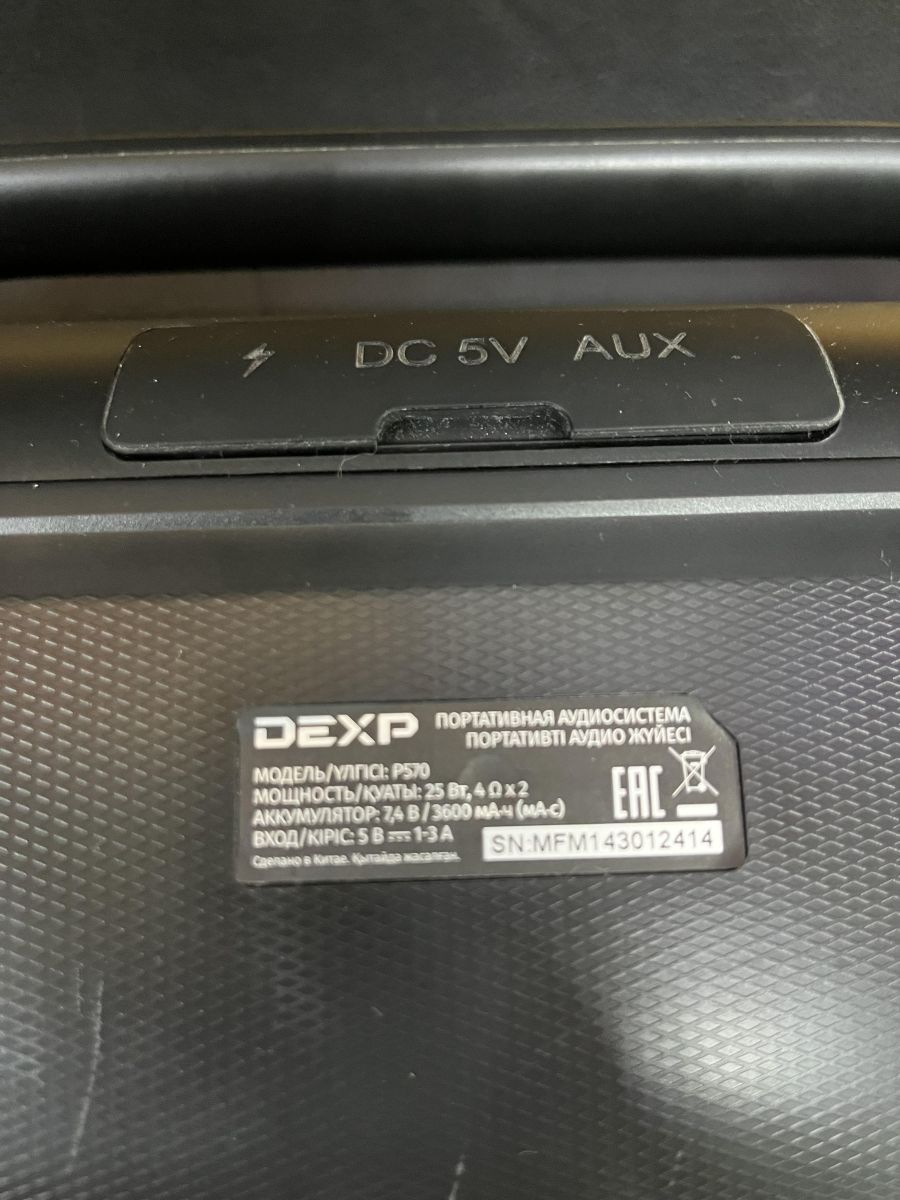 DC 5V AUX
DEXP
ПОРТАТИВНАЯ АУДИОСИСТЕМА
ПОРТАТИВТІ АУДИО ЖҮЙЕСІ
МОДЕЛЬ/ҮЛГІСІ: P570
МОЩНОСТЬ/ҚУАТЫ: 25 Вт, 4 Ω x 2
АККУМУЛЯТОР: 7,4 В / 3600 мА·ч (мА·с)
ВХОД/КІРІС: 5 В ⎓ 1-3 А
Сделано в Китае. Қытайда жасалған.
EAC
SN:MFM143012414